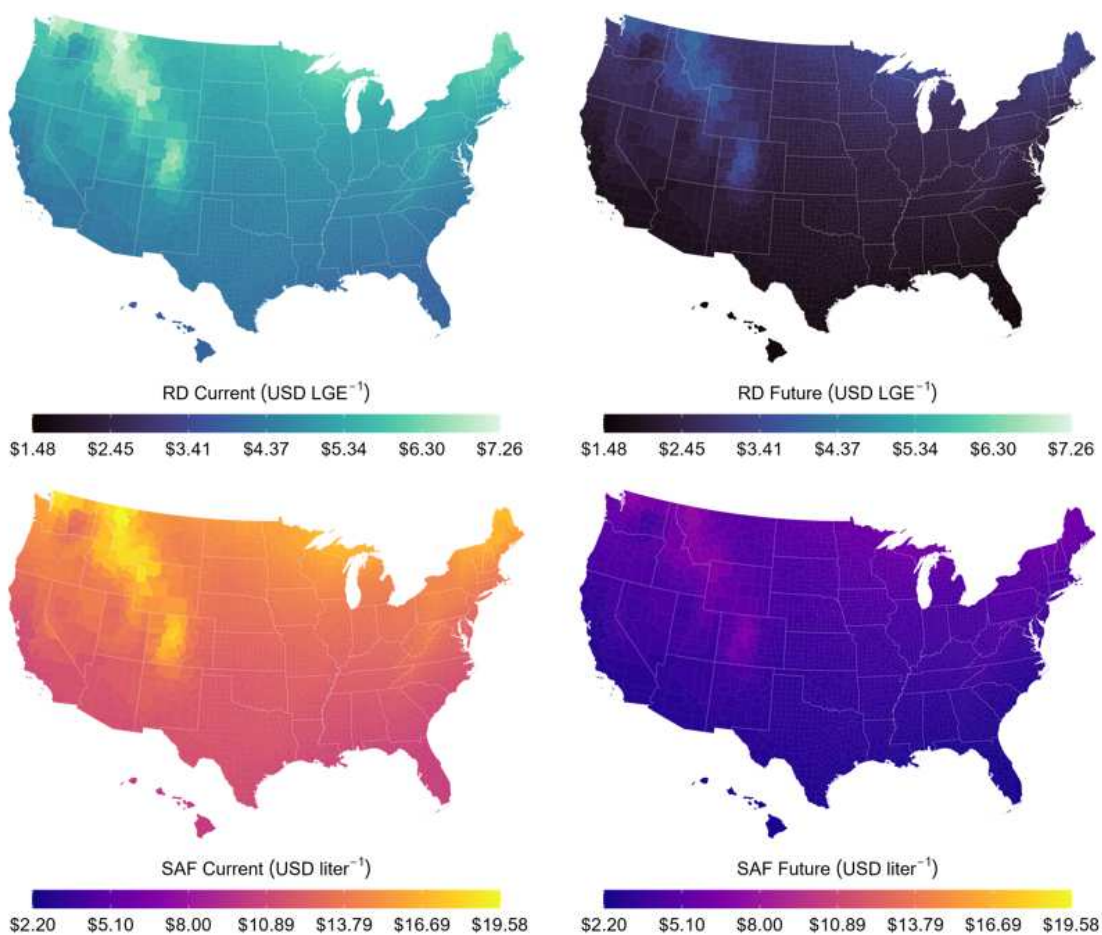 RD Current (USD LGE⁻¹)
$1.48 $2.45 $3.41 $4.37 $5.34 $6.30 $7.26
RD Future (USD LGE⁻¹)
$1.48 $2.45 $3.41 $4.37 $5.34 $6.30 $7.26
SAF Current (USD liter⁻¹)
$2.20 $5.10 $8.00 $10.89 $13.79 $16.69 $19.58
SAF Future (USD liter⁻¹)
$2.20 $5.10 $8.00 $10.89 $13.79 $16.69 $19.58